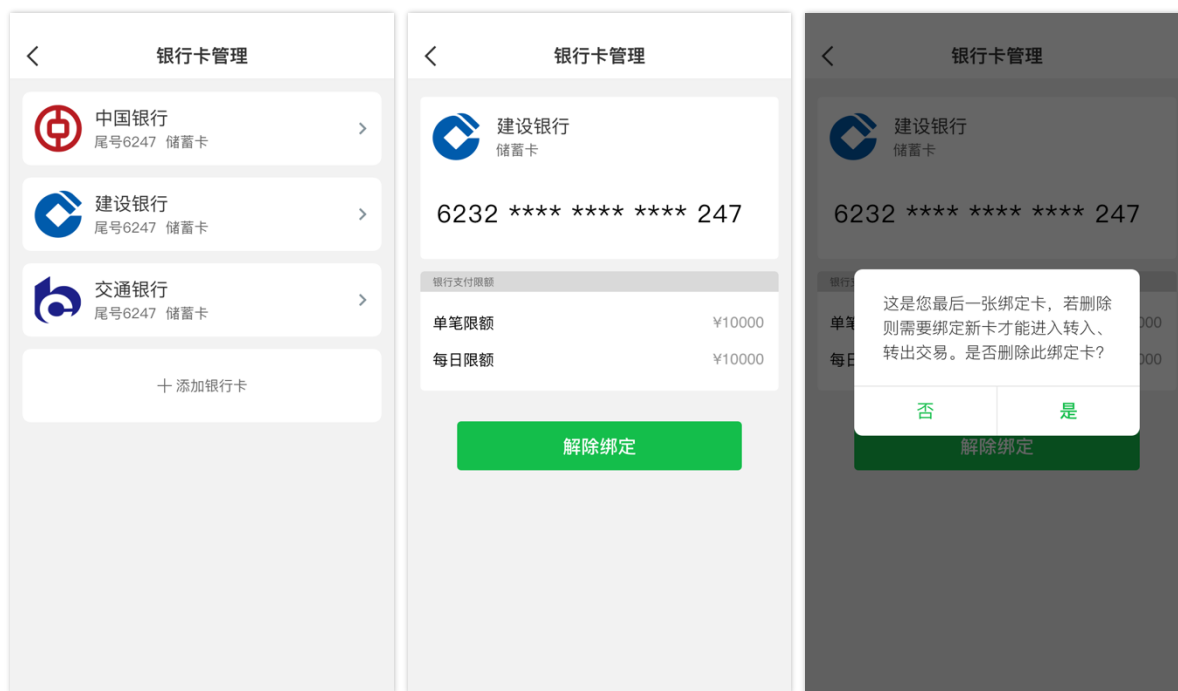 银行卡管理
中国银行
尾号6247 储蓄卡
建设银行
尾号6247 储蓄卡
交通银行
尾号6247 储蓄卡
添加银行卡
银行卡管理
建设银行
储蓄卡
6232 **** **** **** 247
银行支付限额
单笔限额 ¥10000
每日限额 ¥10000
解除绑定
银行卡管理
建设银行
储蓄卡
6232 **** **** **** 247
银行
这是您最后一张绑定卡，若删除
则需要绑定新卡才能进入转入、
转出交易。是否删除此绑定卡?
单 000
每 000
否 是
解除绑定